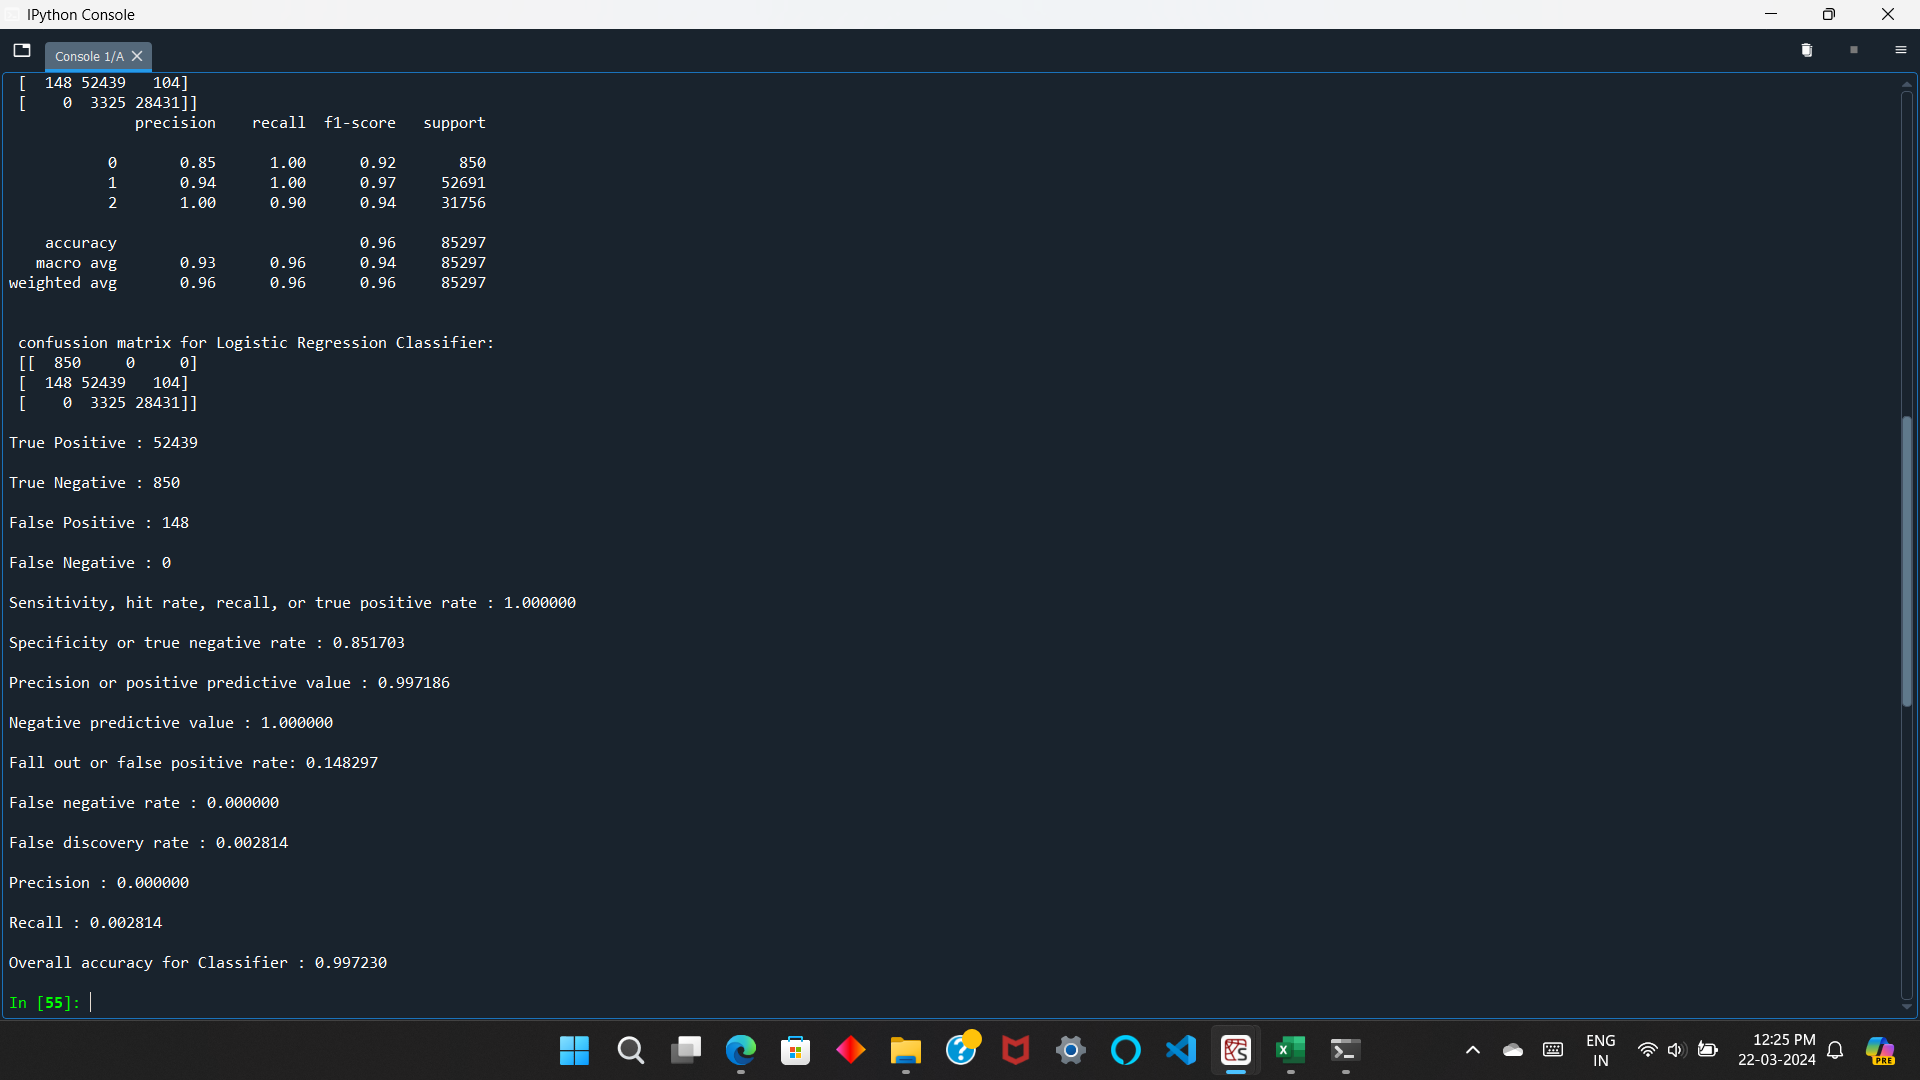 IPython Console
Console 1/A
[  148 52439   104]
[    0  3325 28431]]
              precision    recall  f1-score   support

           0       0.85      1.00      0.92       850
           1       0.94      1.00      0.97     52691
           2       1.00      0.90      0.94     31756

    accuracy                           0.96     85297
   macro avg       0.93      0.96      0.94     85297
weighted avg       0.96      0.96      0.96     85297

 confussion matrix for Logistic Regression Classifier:
 [[  850     0     0]
 [  148 52439   104]
 [    0  3325 28431]]

True Positive : 52439

True Negative : 850

False Positive : 148

False Negative : 0

Sensitivity, hit rate, recall, or true positive rate : 1.000000

Specificity or true negative rate : 0.851703

Precision or positive predictive value : 0.997186

Negative predictive value : 1.000000

Fall out or false positive rate: 0.148297

False negative rate : 0.000000

False discovery rate : 0.002814

Precision : 0.000000

Recall : 0.002814

Overall accuracy for Classifier : 0.997230

In [55]:
ENG
IN
12:25 PM
22-03-2024
PRE